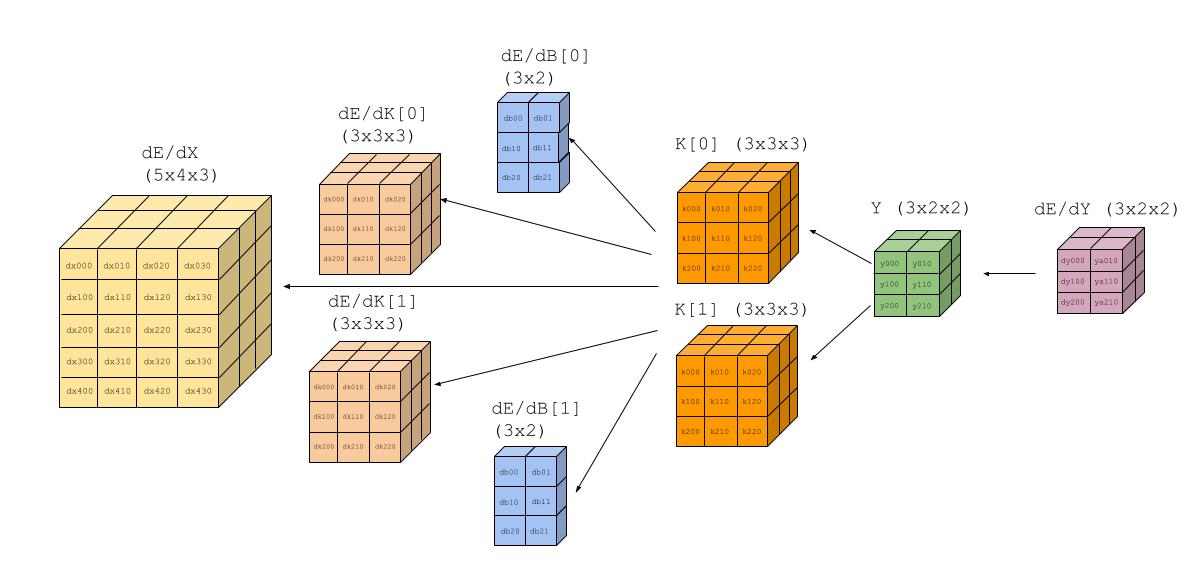 dE/dX
(5x4x3)
dx000 dx010 dx020 dx030
dx100 dx110 dx120 dx130
dx200 dx210 dx220 dx230
dx300 dx310 dx320 dx330
dx400 dx410 dx420 dx430
dE/dK[0]
(3x3x3)
dk000 dk010 dk020
dk100 dk110 dk120
dk200 dk210 dk220
dE/dK[1]
(3x3x3)
dk000 dk010 dk020
dk100 dk110 dk120
dk200 dk210 dk220
dE/dB[0]
(3x2)
db00 db01
db10 db11
db20 db21
dE/dB[1]
(3x2)
db00 db01
db10 db11
db20 db21
K[0] (3x3x3)
k000 k010 k020
k100 k110 k120
k200 k210 k220
K[1] (3x3x3)
k000 k010 k020
k100 k110 k120
k200 k210 k220
Y (3x2x2)
y000 y010
y100 y110
y200 y210
dE/dY (3x2x2)
dy000 ya010
dy100 ya110
dy200 ya210